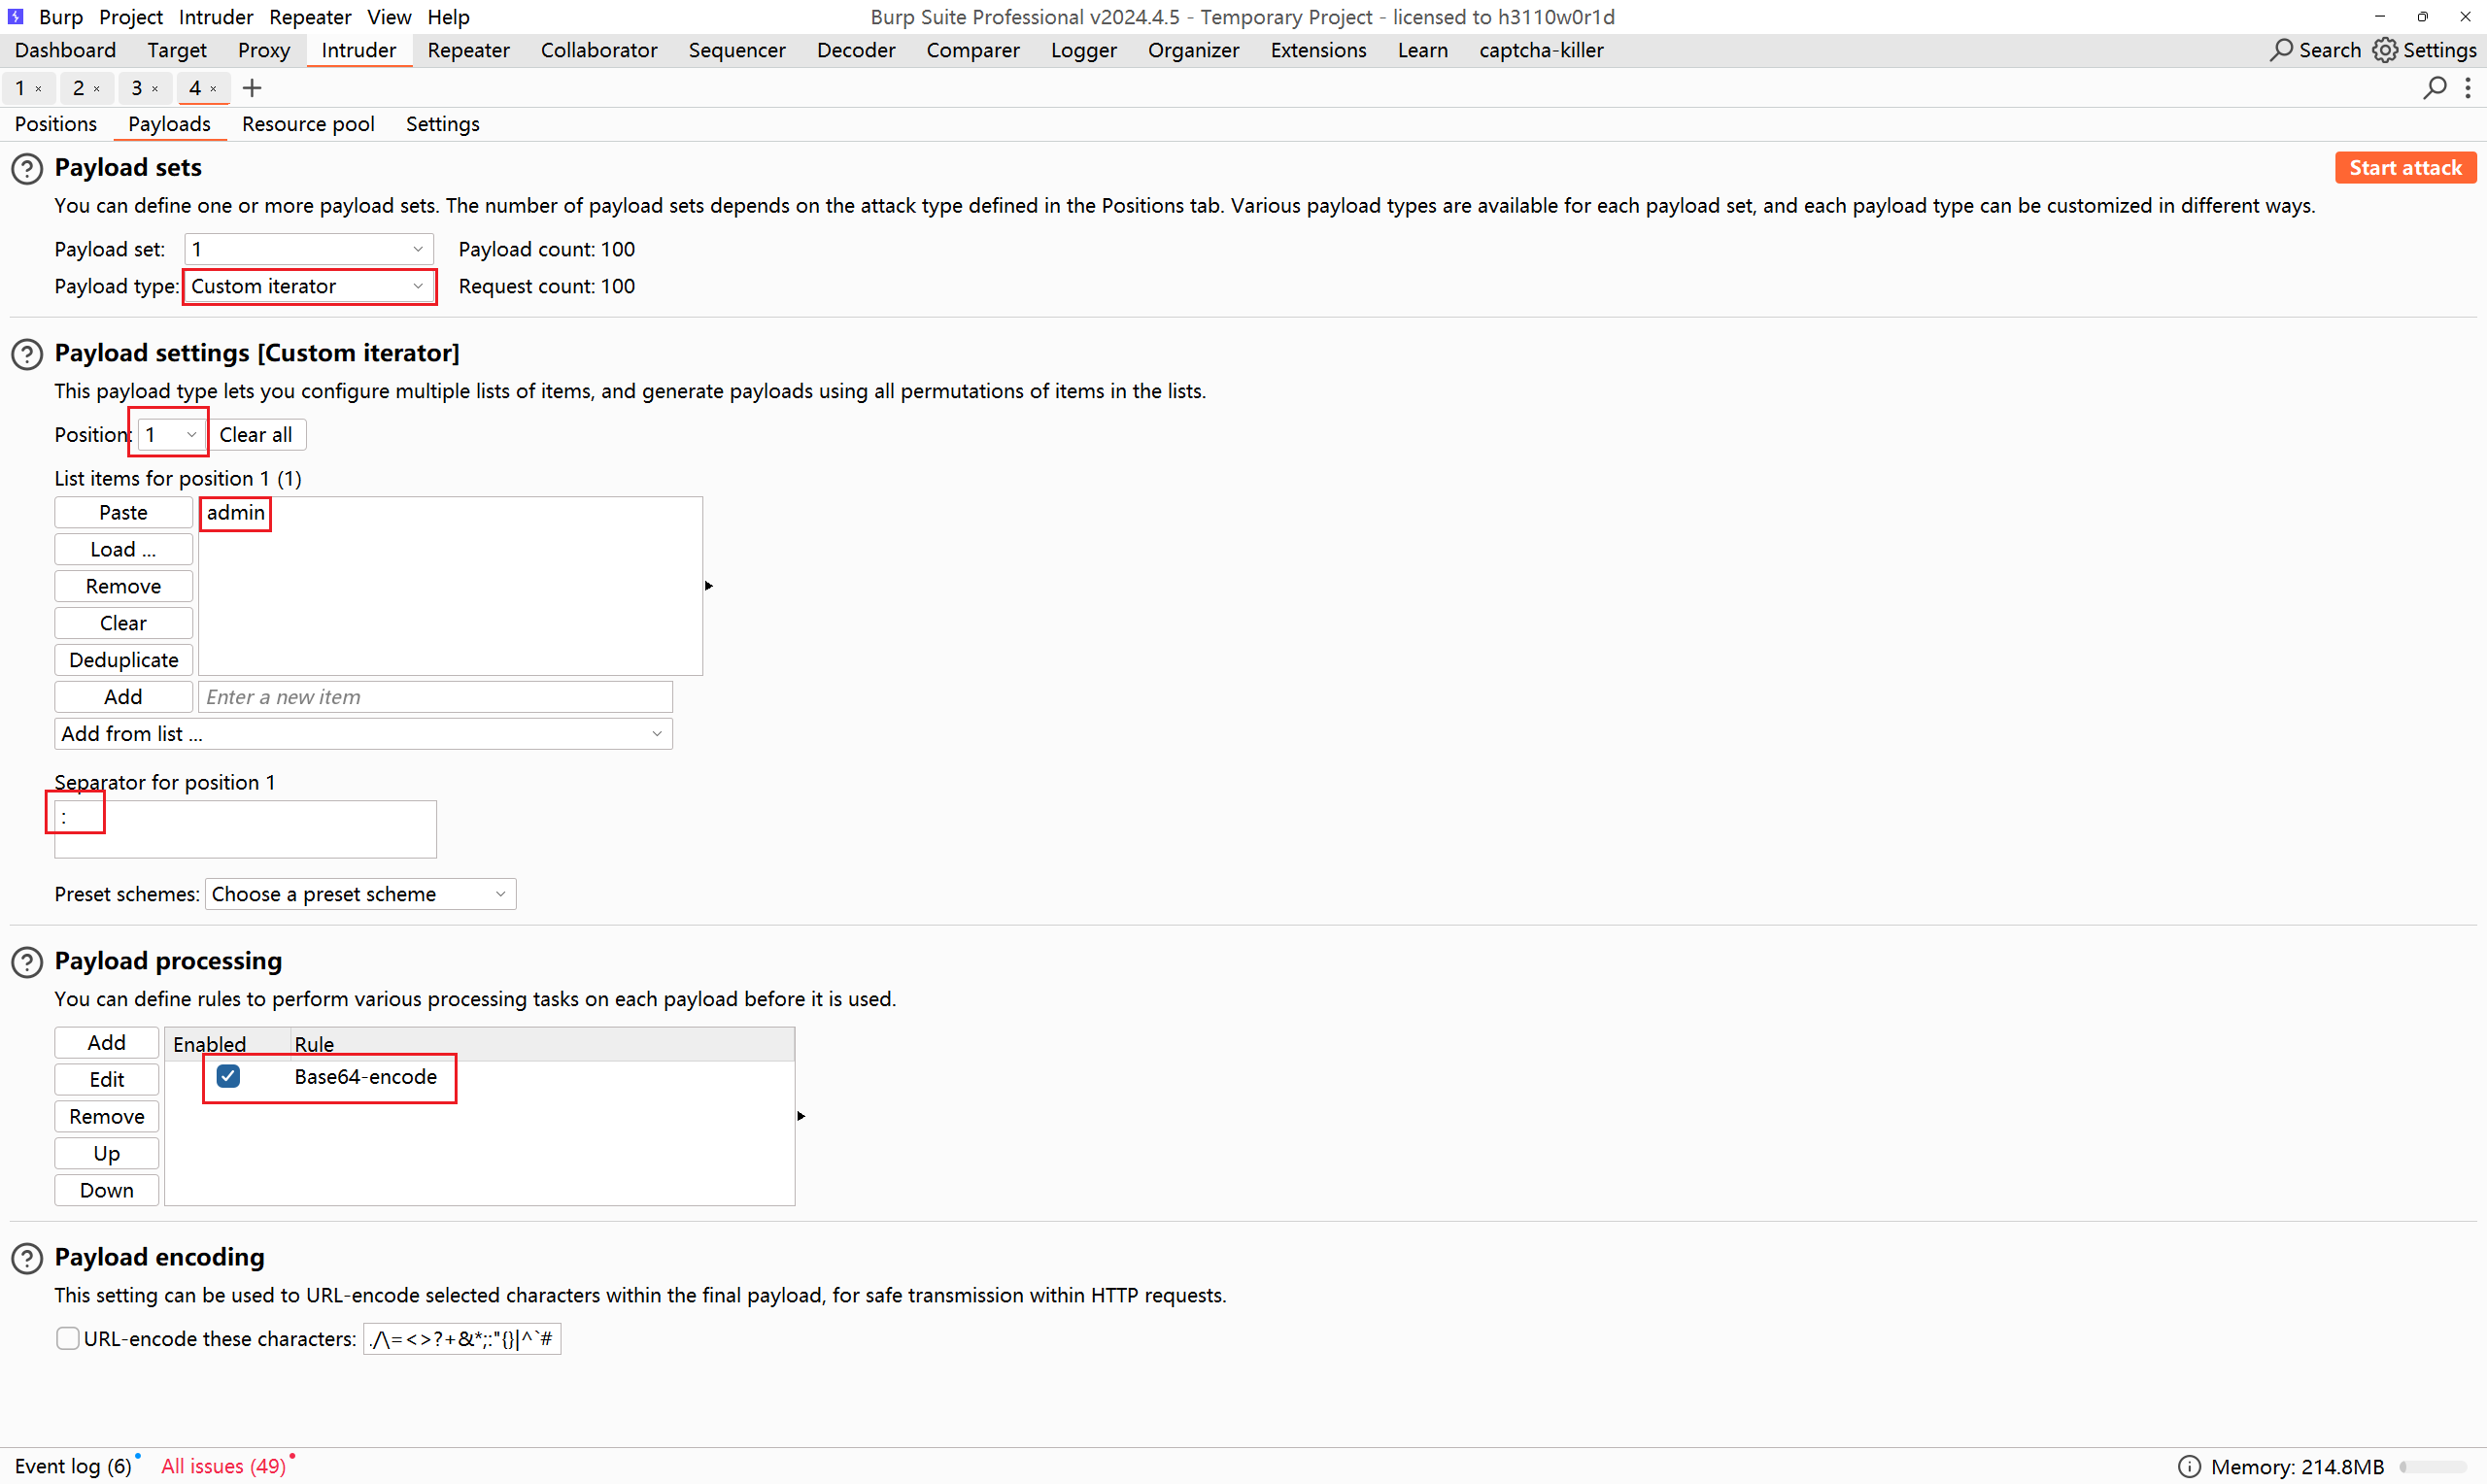 Burp Project Intruder Repeater View Help Burp Suite Professional v2024.4.5 - Temporary Project - licensed to h3110w0r1d
Dashboard Target Proxy Intruder Repeater Collaborator Sequencer Decoder Comparer Logger Organizer Extensions Learn captcha-killer Search Settings
1 × 2 × 3 × 4 × +
Positions Payloads Resource pool Settings
? Payload sets Start attack
You can define one or more payload sets. The number of payload sets depends on the attack type defined in the Positions tab. Various payload types are available for each payload set, and each payload type can be customized in different ways.
Payload set: 1 Payload count: 100
Payload type: Custom iterator Request count: 100
? Payload settings [Custom iterator]
This payload type lets you configure multiple lists of items, and generate payloads using all permutations of items in the lists.
Position: 1 Clear all
List items for position 1 (1)
Paste admin
Load ...
Remove
Clear
Deduplicate
Add Enter a new item
Add from list ...
Separator for position 1
:
Preset schemes: Choose a preset scheme
? Payload processing
You can define rules to perform various processing tasks on each payload before it is used.
Add Enabled Rule
Edit Base64-encode
Remove
Up
Down
? Payload encoding
This setting can be used to URL-encode selected characters within the final payload, for safe transmission within HTTP requests.
URL-encode these characters: ./\=<>?+&*;:"{}|^`#
Event log (6) All issues (49) Memory: 214.8MB